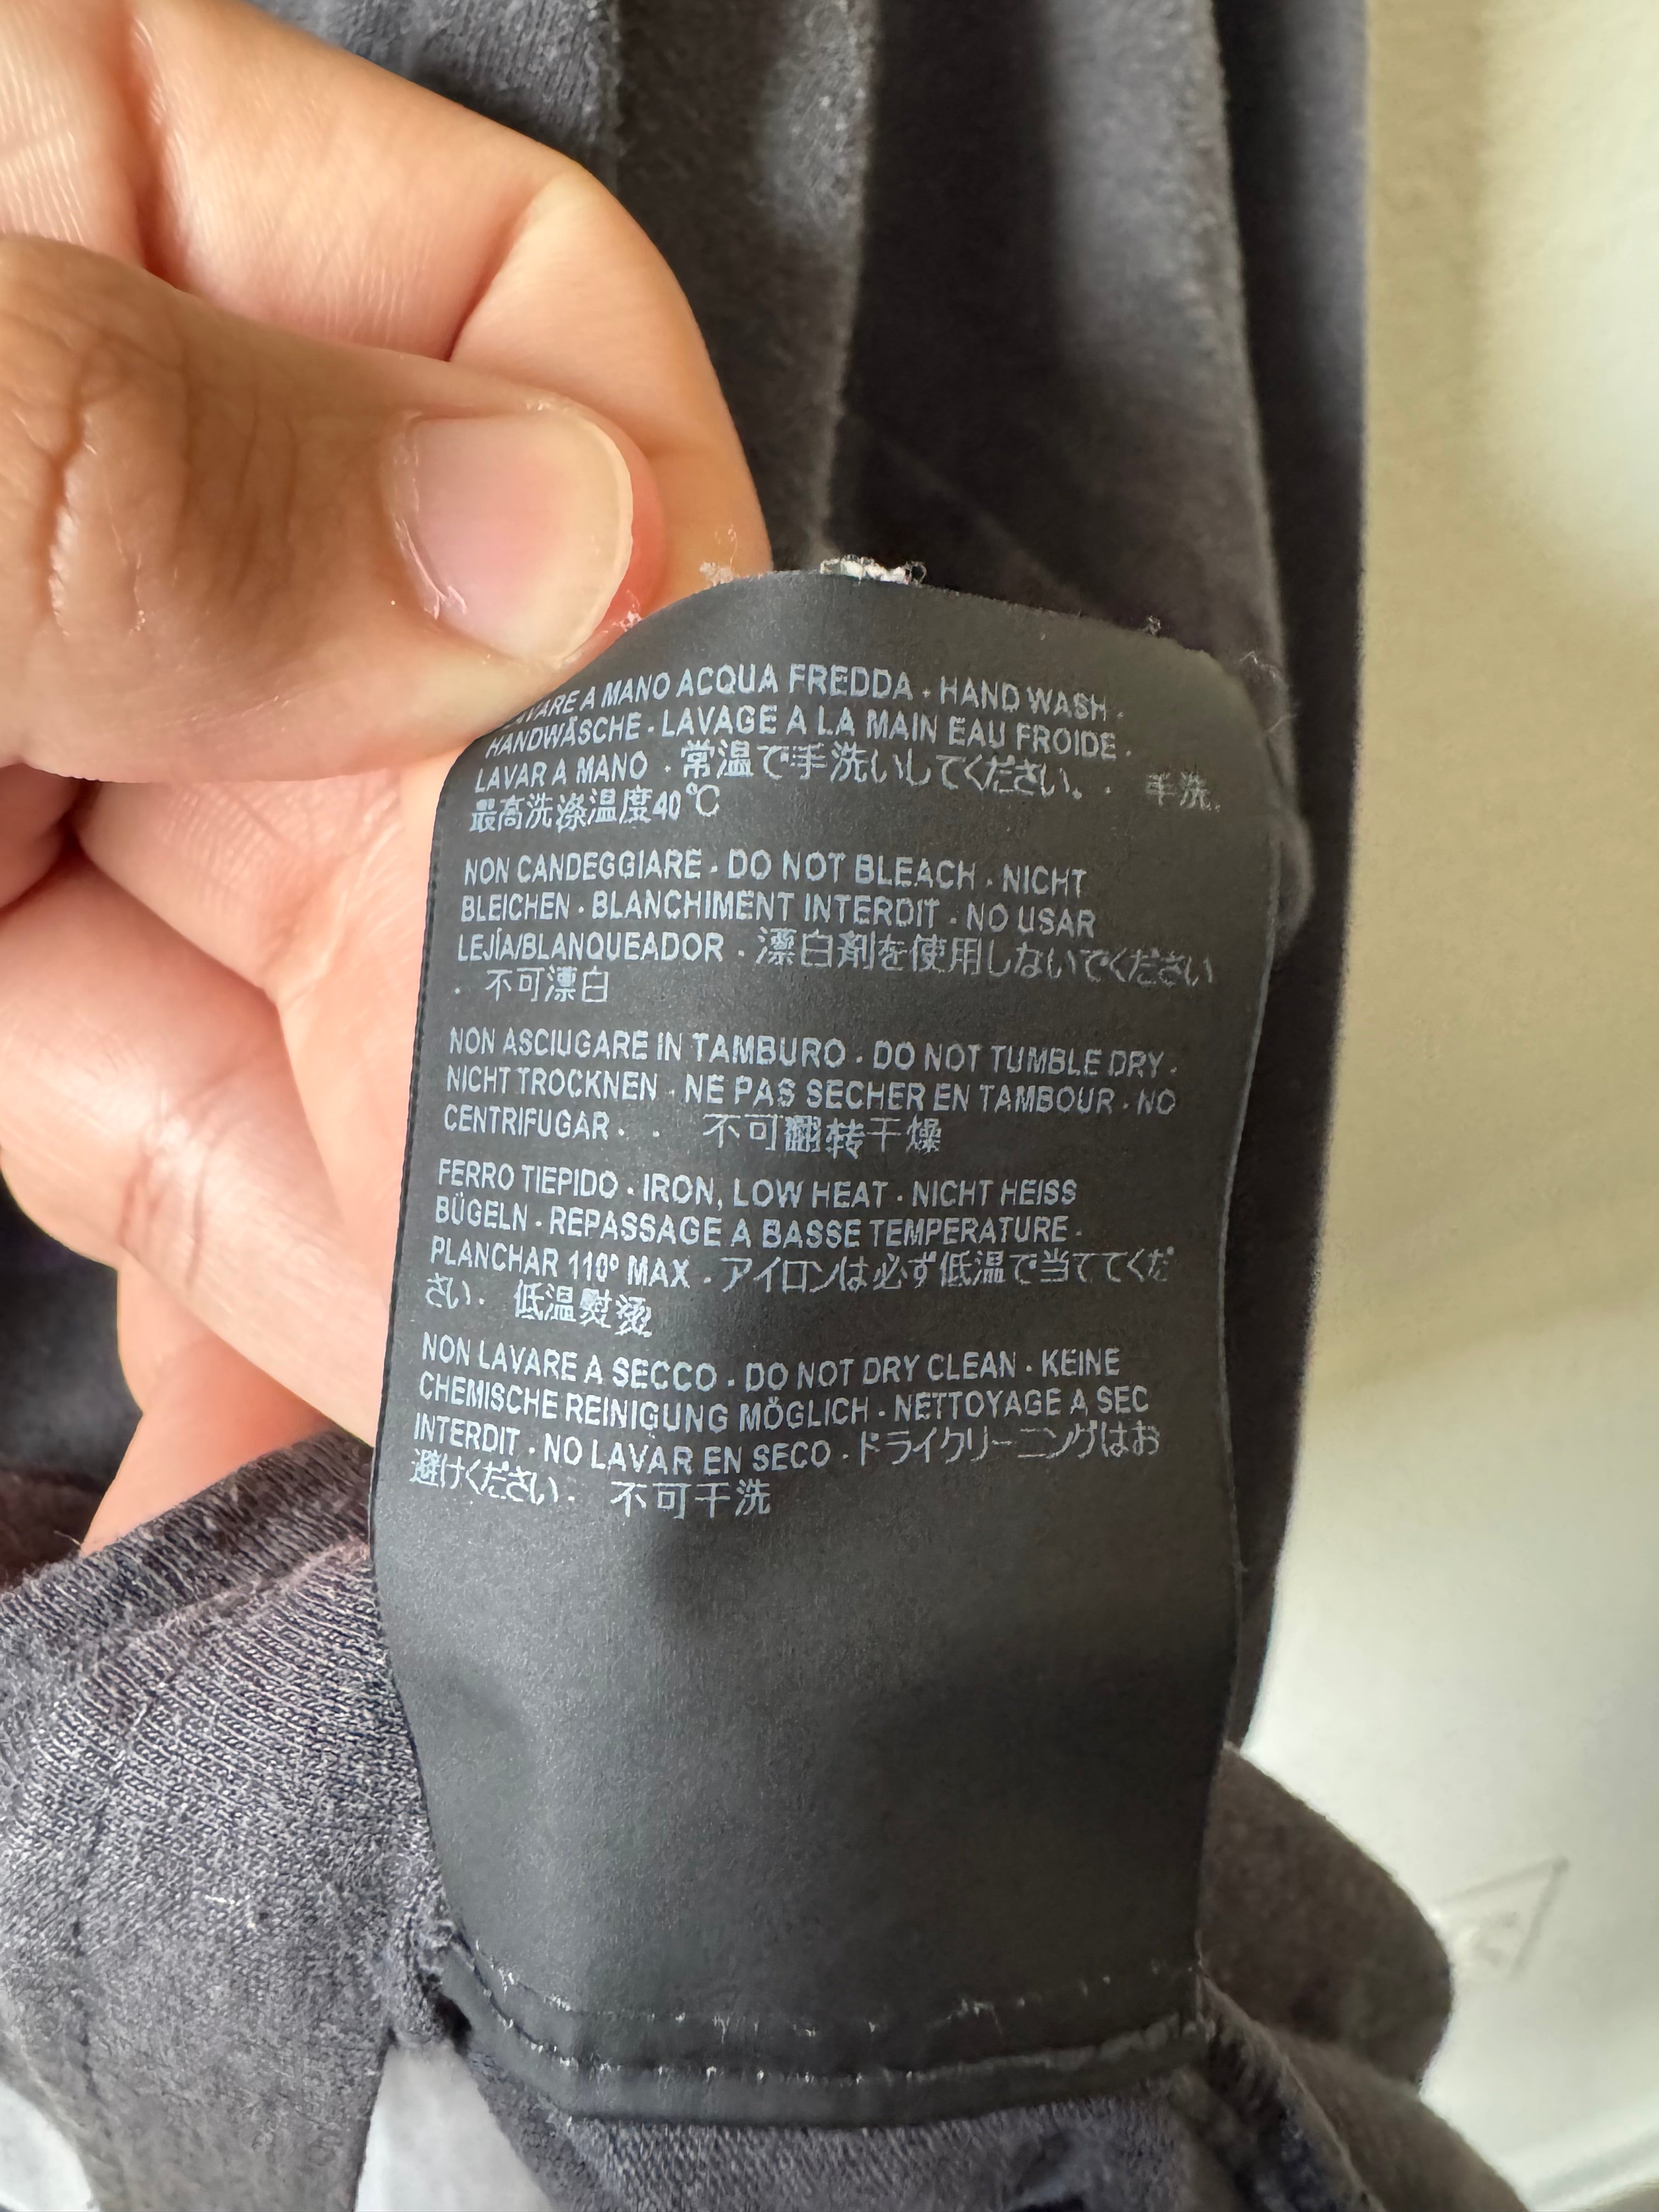 LAVARE A MANO ACQUA FREDDA - HAND WASH -
HANDWÄSCHE - LAVAGE A LA MAIN EAU FROIDE -
LAVAR A MANO - 常温で手洗いしてください。 - 手洗,
最高洗涤温度40℃
NON CANDEGGIARE - DO NOT BLEACH - NICHT
BLEICHEN - BLANCHIMENT INTERDIT - NO USAR
LEJÍA/BLANQUEADOR - 漂白剤を使用しないでください
- 不可漂白
NON ASCIUGARE IN TAMBURO - DO NOT TUMBLE DRY -
NICHT TROCKNEN - NE PAS SECHER EN TAMBOUR - NO
CENTRIFUGAR - - 不可翻转干燥
FERRO TIEPIDO - IRON, LOW HEAT - NICHT HEISS
BÜGELN - REPASSAGE A BASSE TEMPERATURE -
PLANCHAR 110º MAX - アイロンは必ず低温で当ててくだ
さい - 低温熨烫
NON LAVARE A SECCO - DO NOT DRY CLEAN - KEINE
CHEMISCHE REINIGUNG MÖGLICH - NETTOYAGE A SEC
INTERDIT - NO LAVAR EN SECO - ドライクリーニングはお
避けください - 不可干洗